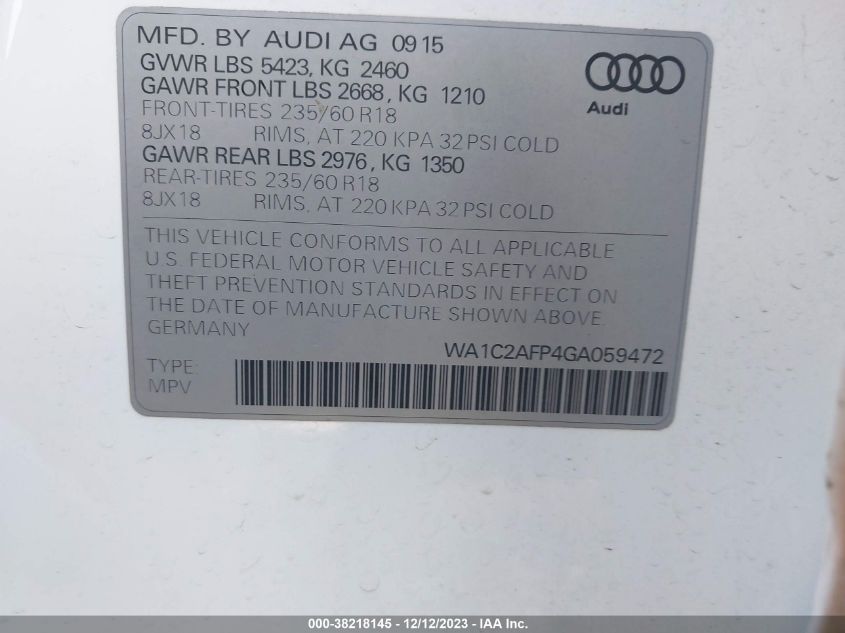 MFD. BY AUDI AG 09 15
GVWR LBS 5423, KG 2460
GAWR FRONT LBS 2668, KG 1210
FRONT-TIRES 235/60 R18
8JX18 RIMS, AT 220 KPA 32 PSI COLD
GAWR REAR LBS 2976, KG 1350
REAR-TIRES 235/60 R18
8JX18 RIMS, AT 220 KPA 32 PSI COLD
Audi
THIS VEHICLE CONFORMS TO ALL APPLICABLE
U.S. FEDERAL MOTOR VEHICLE SAFETY AND
THEFT PREVENTION STANDARDS IN EFFECT ON
THE DATE OF MANUFACTURE SHOWN ABOVE.
GERMANY
WA1C2AFP4GA059472
TYPE:
MPV
000-38218145 - 12/12/2023 - IAA Inc.